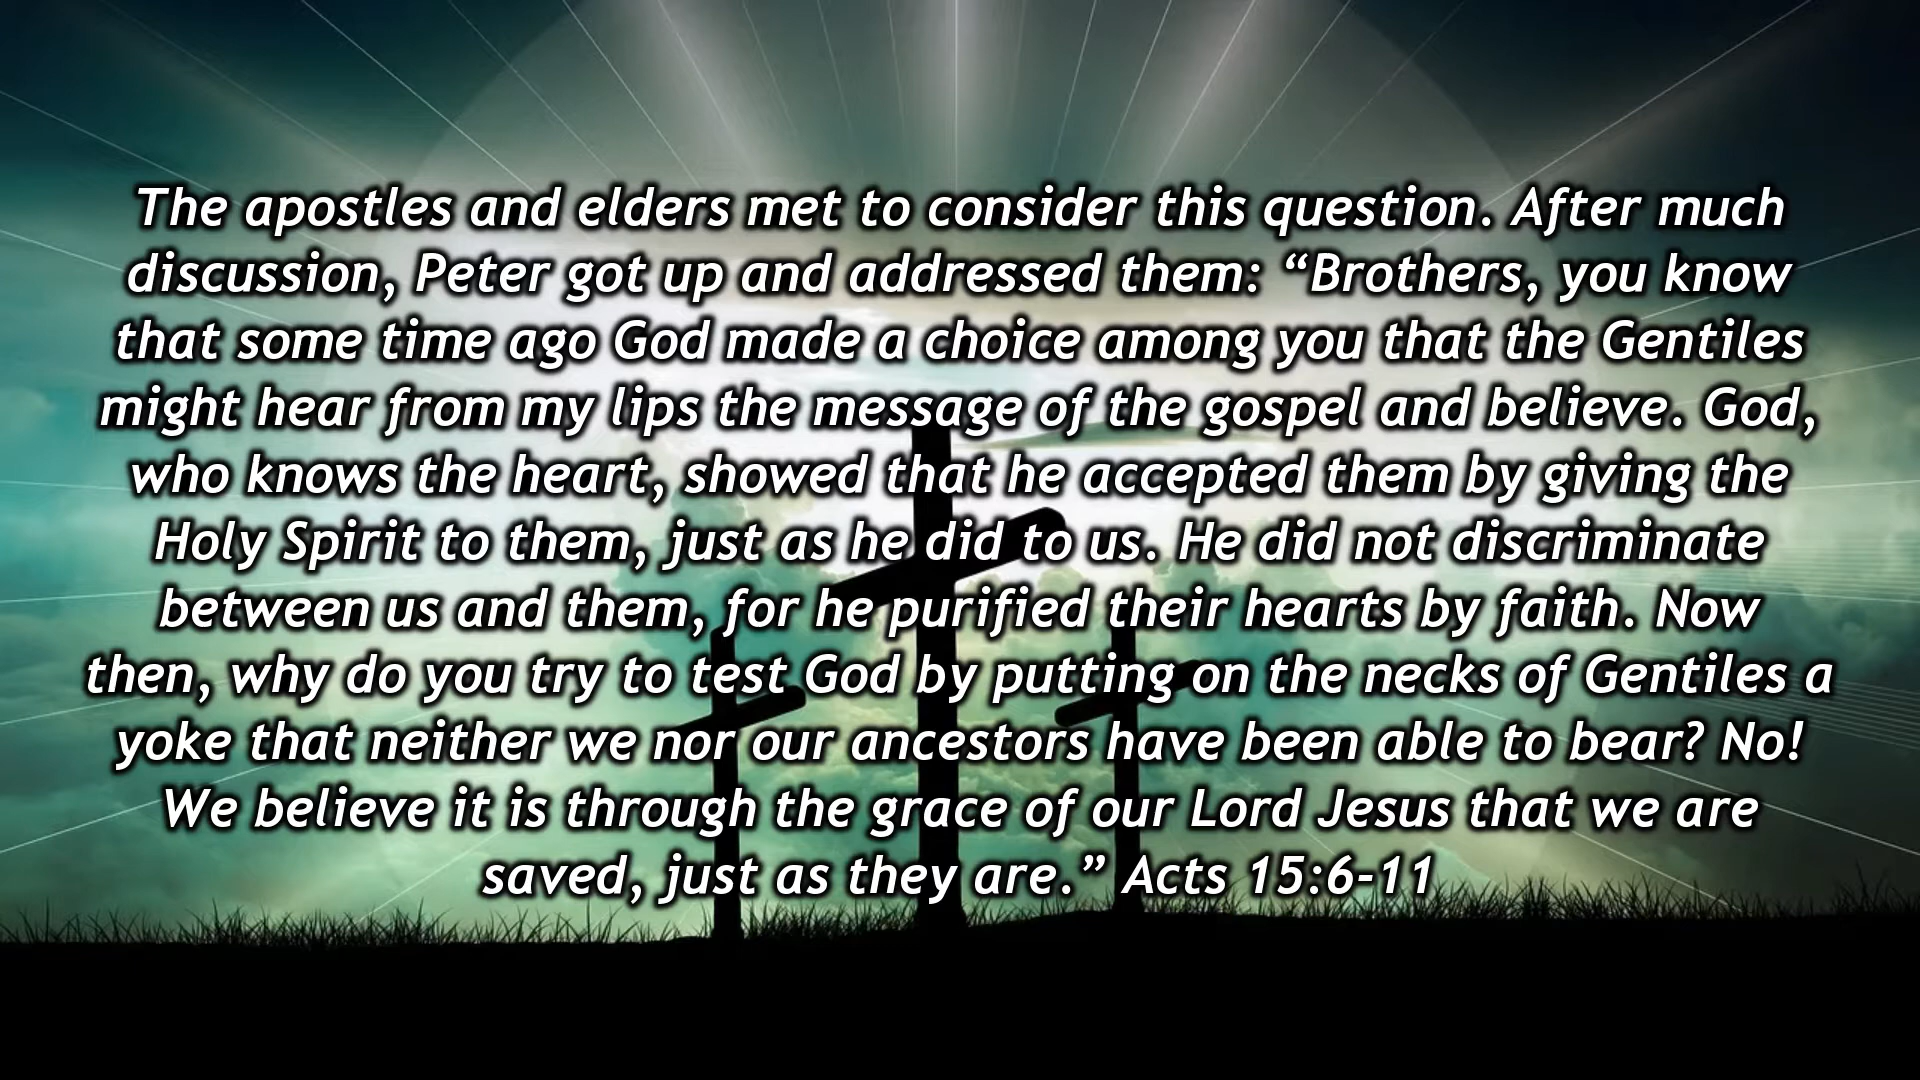 The apostles and elders met to consider this question. After much
discussion, Peter got up and addressed them: “Brothers, you know
that some time ago God made a choice among you that the Gentiles
might hear from my lips the message of the gospel and believe. God,
who knows the heart, showed that he accepted them by giving the
Holy Spirit to them, just as he did to us. He did not discriminate
between us and them, for he purified their hearts by faith. Now
then, why do you try to test God by putting on the necks of Gentiles a
yoke that neither we nor our ancestors have been able to bear? No!
We believe it is through the grace of our Lord Jesus that we are
saved, just as they are.” Acts 15:6-11